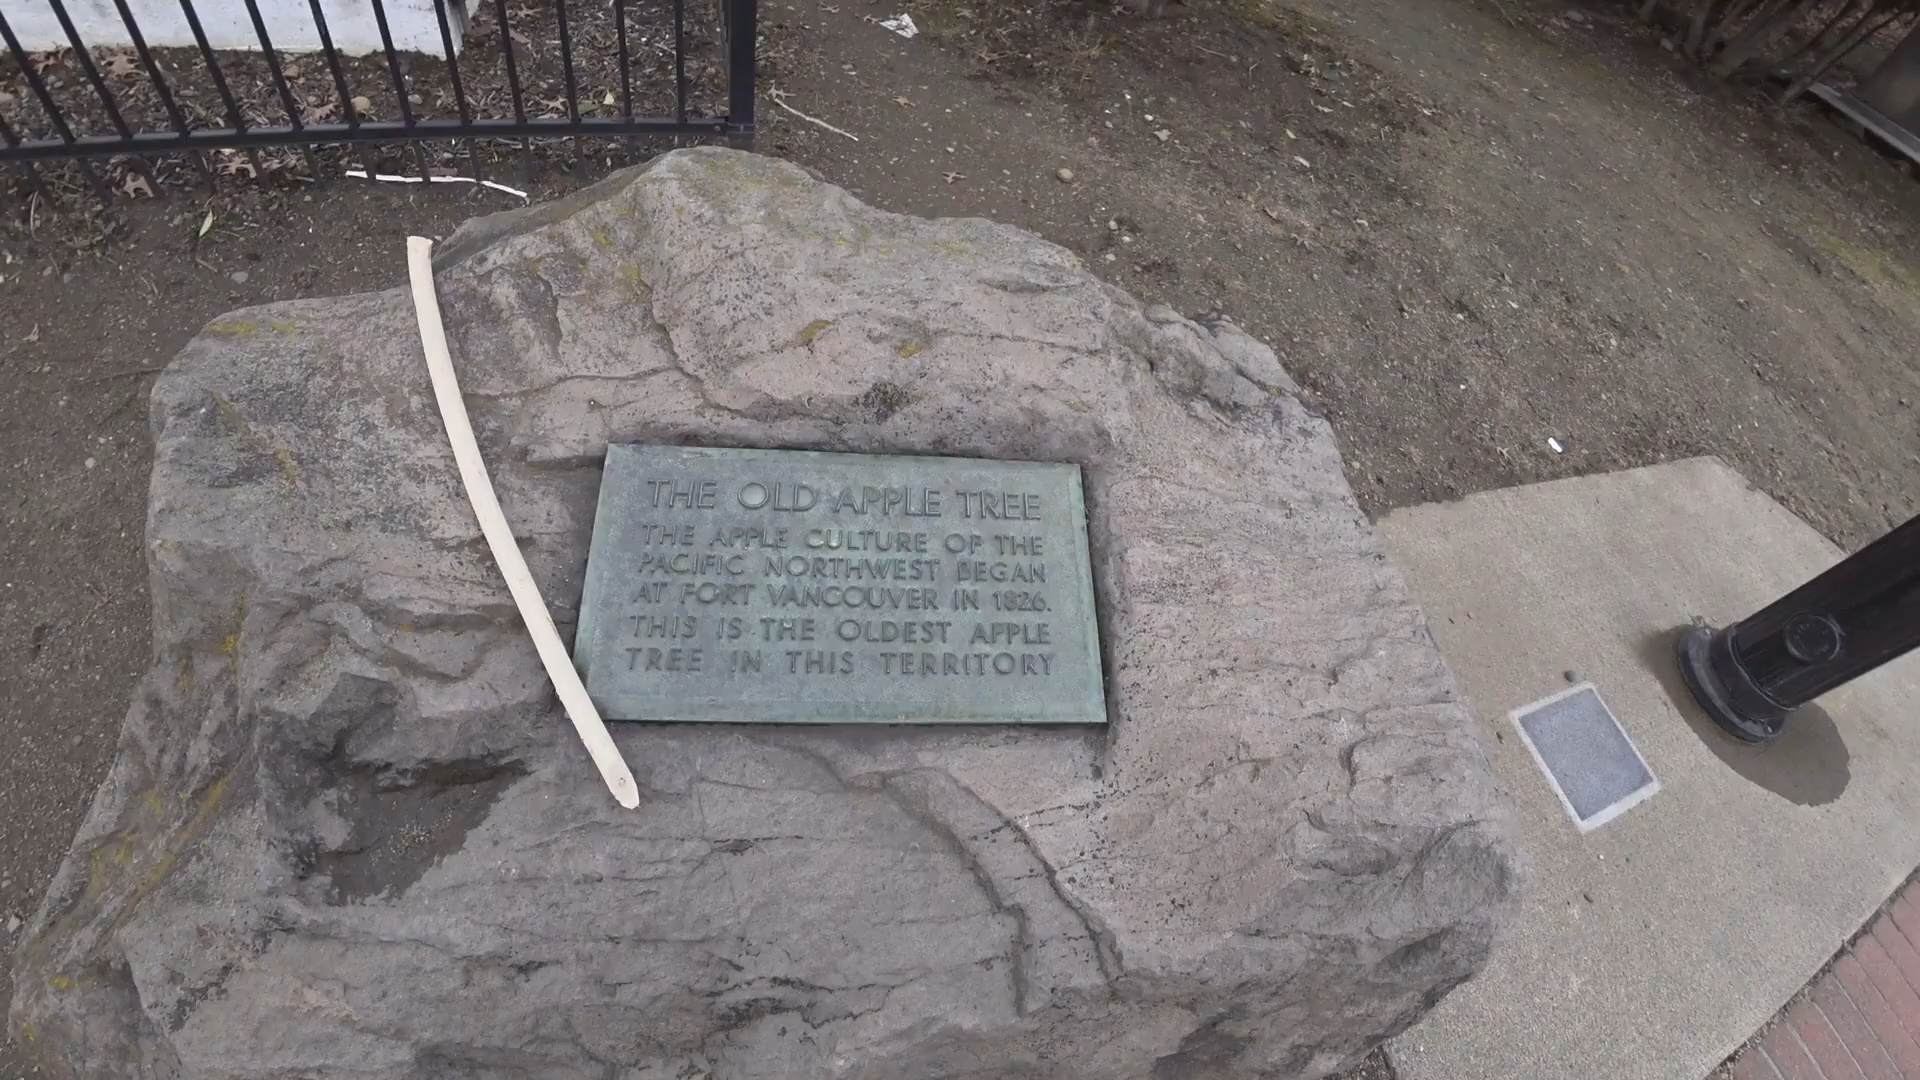 THE OLD APPLE TREE
THE APPLE CULTURE OF THE
PACIFIC NORTHWEST BEGAN
AT FORT VANCOUVER IN 1826.
THIS IS THE OLDEST APPLE
TREE IN THIS TERRITORY